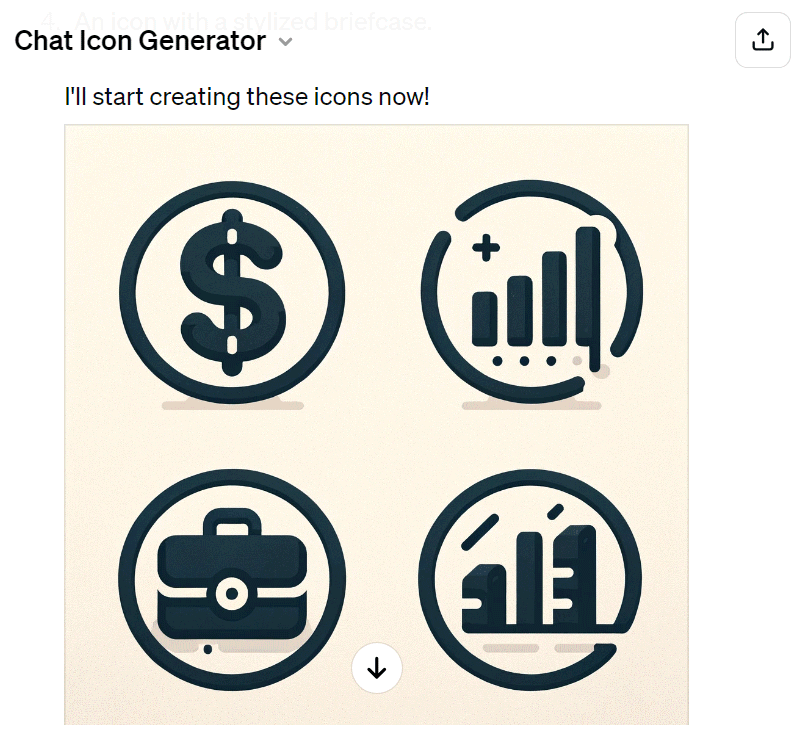 4. An icon with a stylized briefcase.
Chat Icon Generator
I'll start creating these icons now!
$